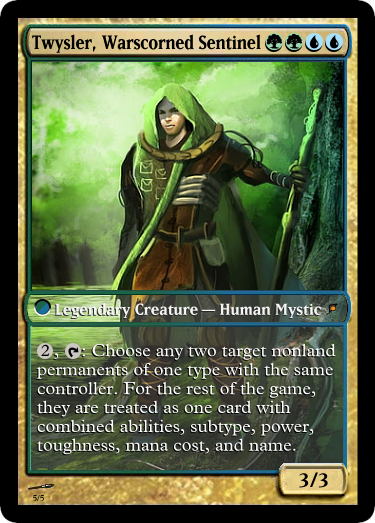 Twysler, Warscorned Sentinel
Legendary Creature — Human Mystic
2, : Choose any two target nonland
permanents of one type with the same
controller. For the rest of the game,
they are treated as one card with
combined abilities, subtype, power,
toughness, mana cost, and name.
3/3
5/5